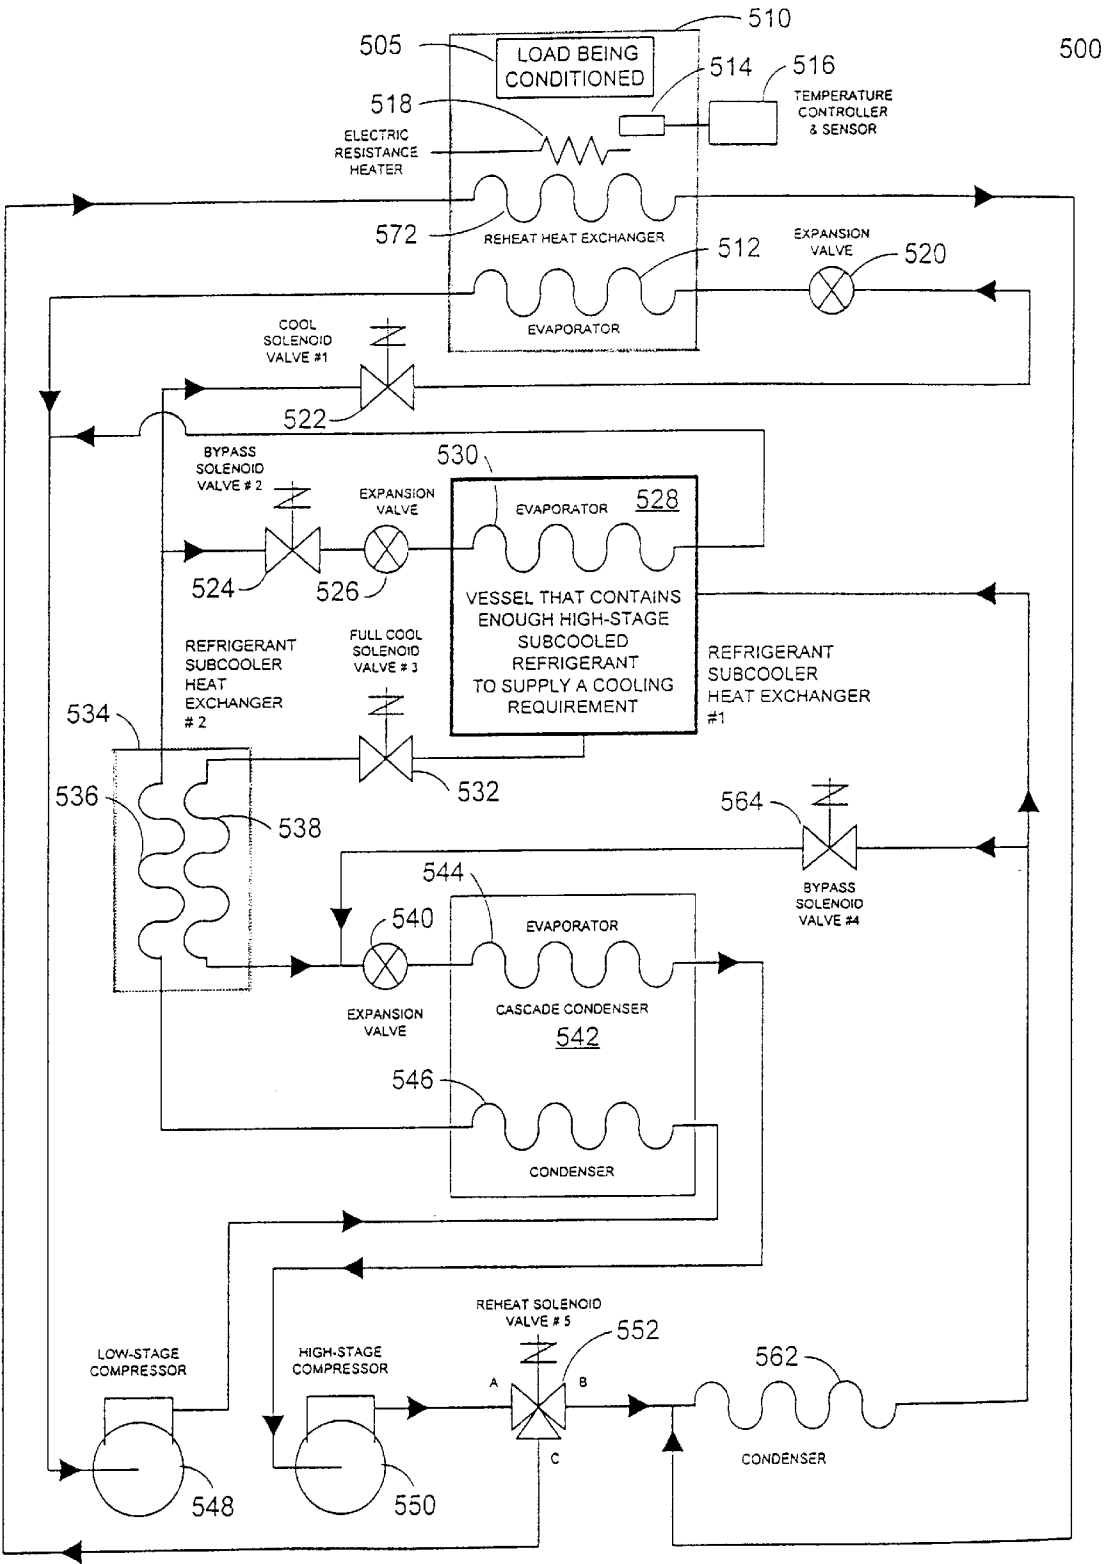 510
500
505
LOAD BEING
CONDITIONED
514
516
TEMPERATURE
CONTROLLER
& SENSOR
518
ELECTRIC
RESISTANCE
HEATER
572
REHEAT HEAT EXCHANGER
512
EXPANSION
VALVE
520
EVAPORATOR
COOL
SOLENOID
VALVE #1
522
BYPASS
SOLENOID
VALVE # 2
530
EXPANSION
VALVE
EVAPORATOR
528
524
526
VESSEL THAT CONTAINS
ENOUGH HIGH-STAGE
SUBCOOLED
REFRIGERANT
TO SUPPLY A COOLING
REQUIREMENT
FULL COOL
SOLENOID
VALVE # 3
REFRIGERANT
SUBCOOLER
HEAT
EXCHANGER
# 2
REFRIGERANT
SUBCOOLER
HEAT EXCHANGER
#1
534
532
536
538
564
BYPASS
SOLENOID
VALVE #4
544
540
EVAPORATOR
EXPANSION
VALVE
CASCADE CONDENSER
542
546
CONDENSER
REHEAT SOLENOID
VALVE # 5
552
LOW-STAGE
COMPRESSOR
HIGH-STAGE
COMPRESSOR
A
B
C
562
CONDENSER
548
550